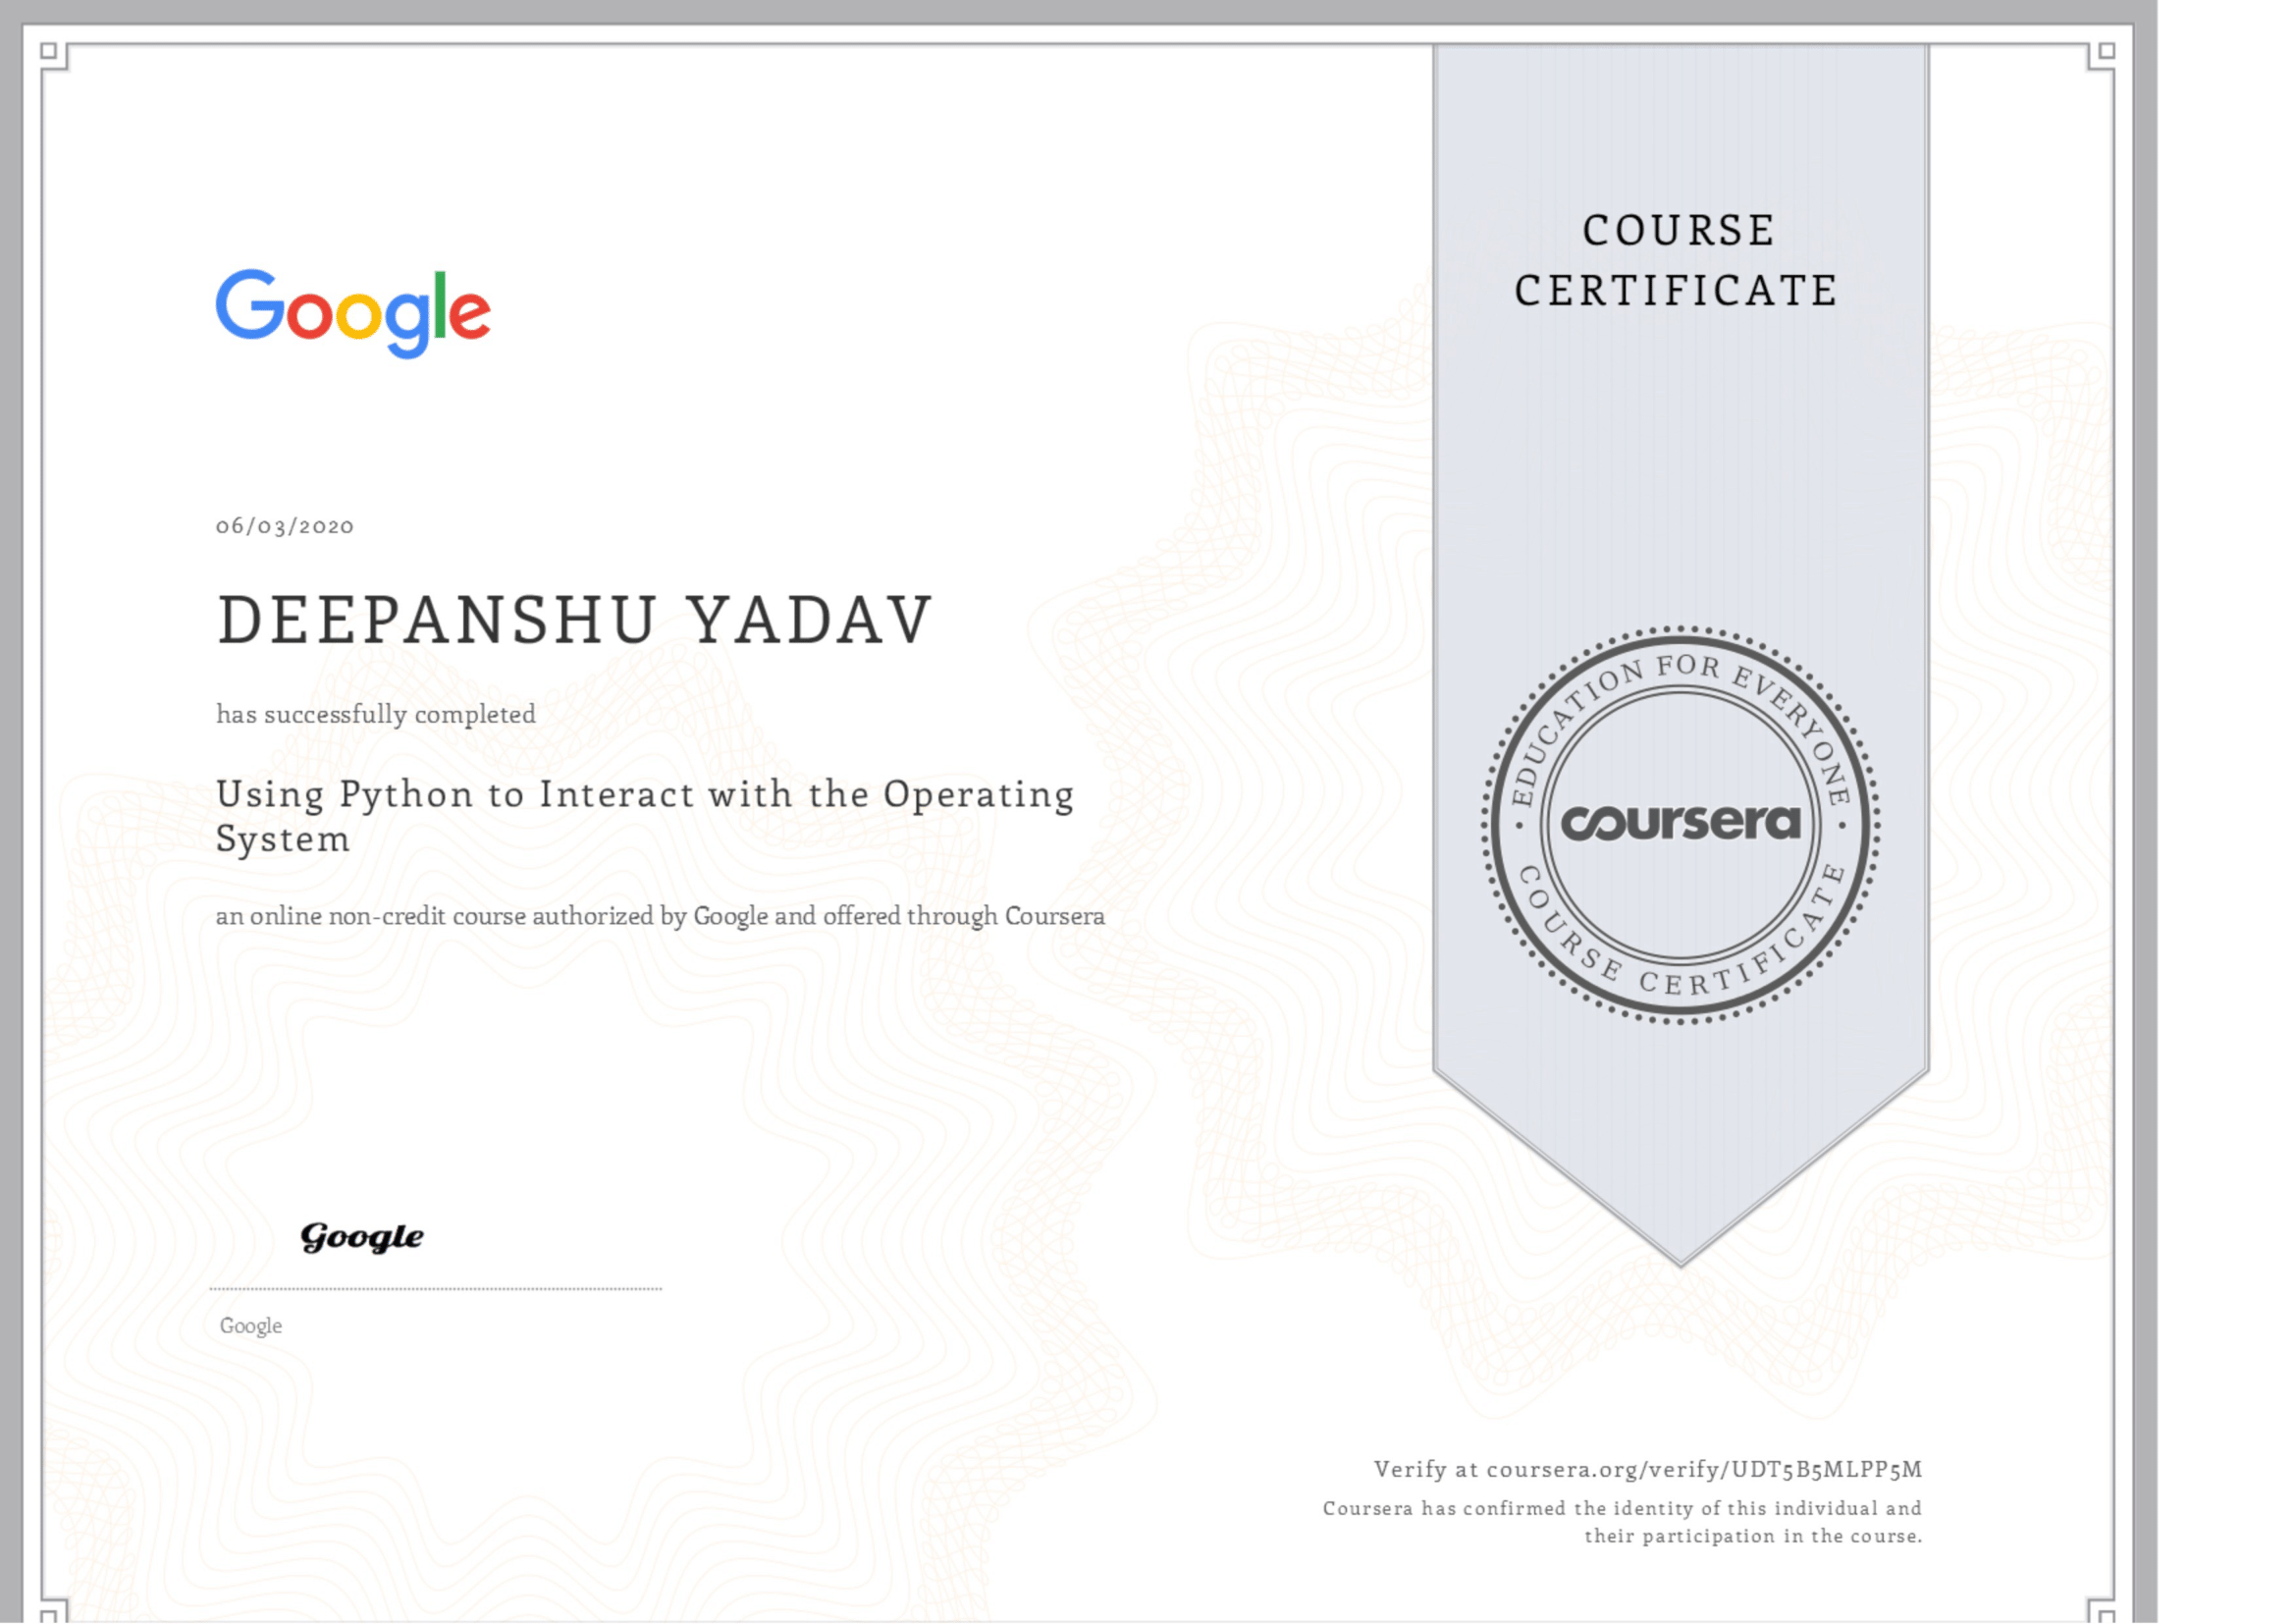 COURSE
CERTIFICATE
Google
06/03/2020
DEEPANSHU YADAV
has successfully completed
Using Python to Interact with the Operating
System
an online non-credit course authorized by Google and offered through Coursera
EDUCATION FOR EVERYONE
coursera
COURSE CERTIFICATE
Google
Google
Verify at coursera.org/verify/UDT5B5MLPP5M
Coursera has confirmed the identity of this individual and
their participation in the course.